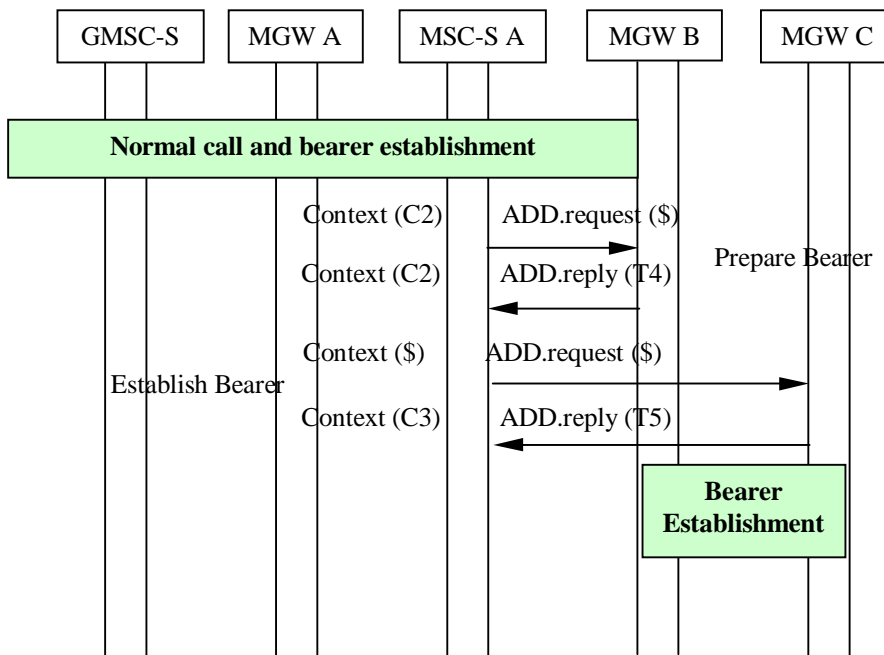 GMSC-S MGW A MSC-S A MGW B MGW C
Normal call and bearer establishment
Context (C2) ADD.request ($)
Prepare Bearer
Context (C2) ADD.reply (T4)
Context ($) ADD.request ($)
Establish Bearer
Context (C3) ADD.reply (T5)
Bearer
Establishment